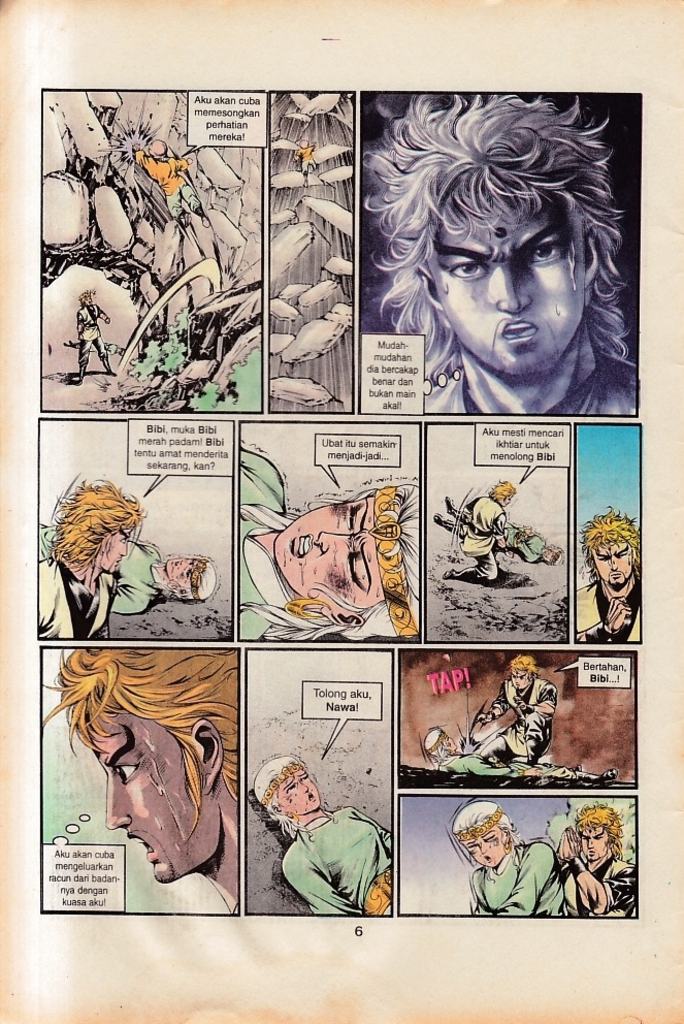 Aku akan cuba
memesongkan
perhatian
mereka!
Mudah-
mudahan
dia bercakap
benar dan
bukan main
akal!
Bibi, muka Bibi
merah padam! Bibi
tentu amat menderita
sekarang, kan?
Ubat itu semakin
menjadi-jadi...
Aku mesti mencari
ikhtiar untuk
menolong Bibi
Aku akan cuba
mengeluarkan
racun dari badan-
nya dengan
kuasa aku!
Tolong aku,
Nawa!
TAP!
Bertahan,
Bibi...!
6